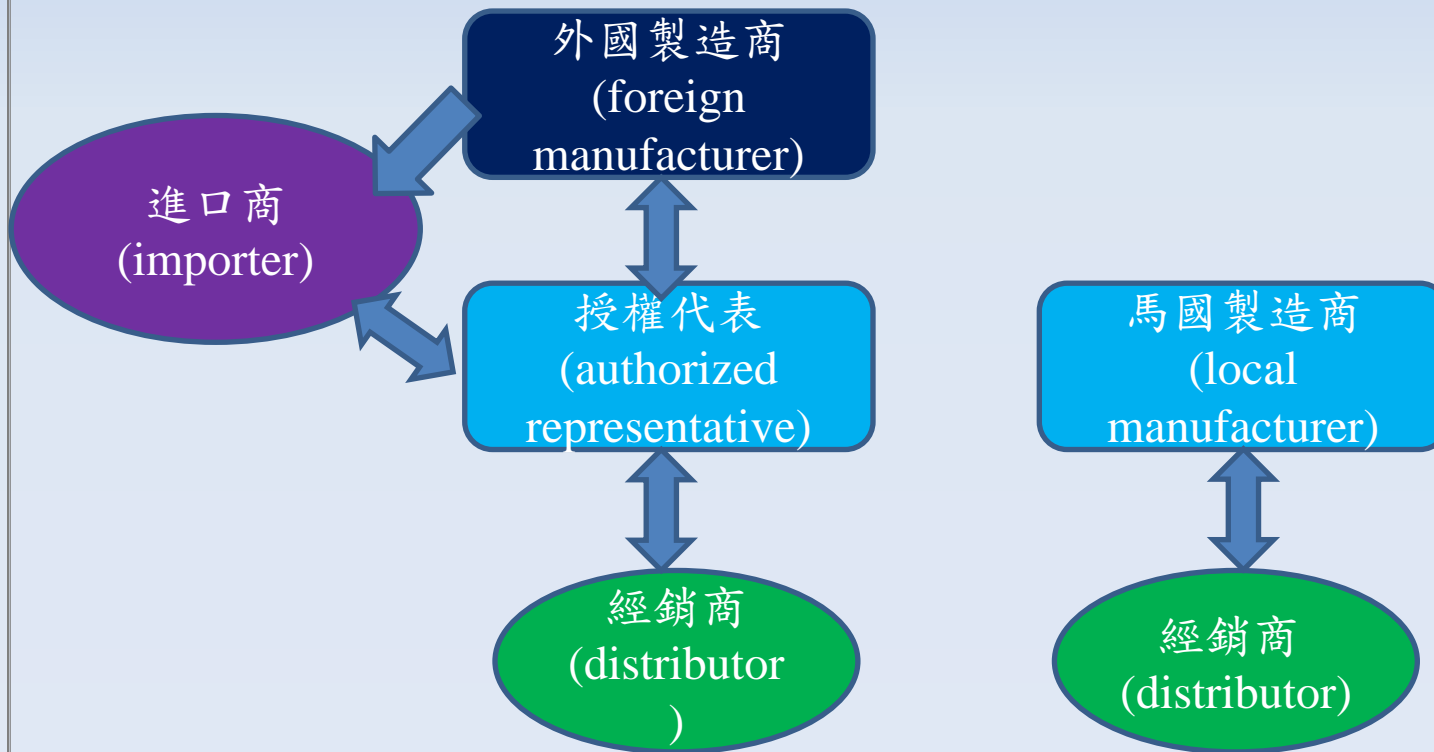 外國製造商
(foreign
manufacturer)
進口商
(importer)
授權代表
(authorized
representative)
馬國製造商
(local
manufacturer)
經銷商
(distributor
)
經銷商
(distributor)